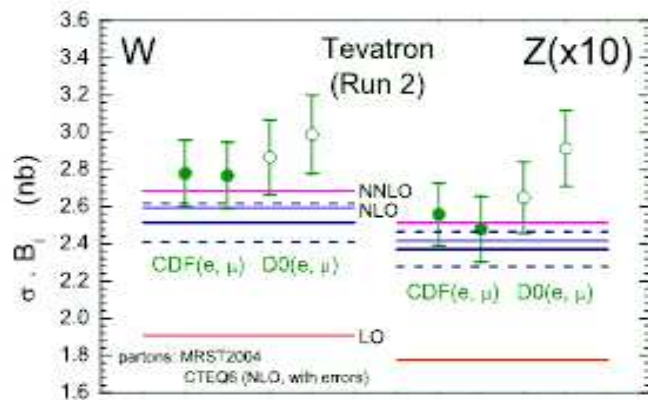 3.6
3.4
3.2
3.0
2.8
2.6
2.4
2.2
2.0
1.8
1.6
σ . B_l (nb)
W
Tevatron
(Run 2)
Z(x10)
NNLO
NLO
CDF(e, μ) D0(e, μ)
CDF(e, μ) D0(e, μ)
LO
partons: MRST2004
CTEQ6 (NLO, with errors)